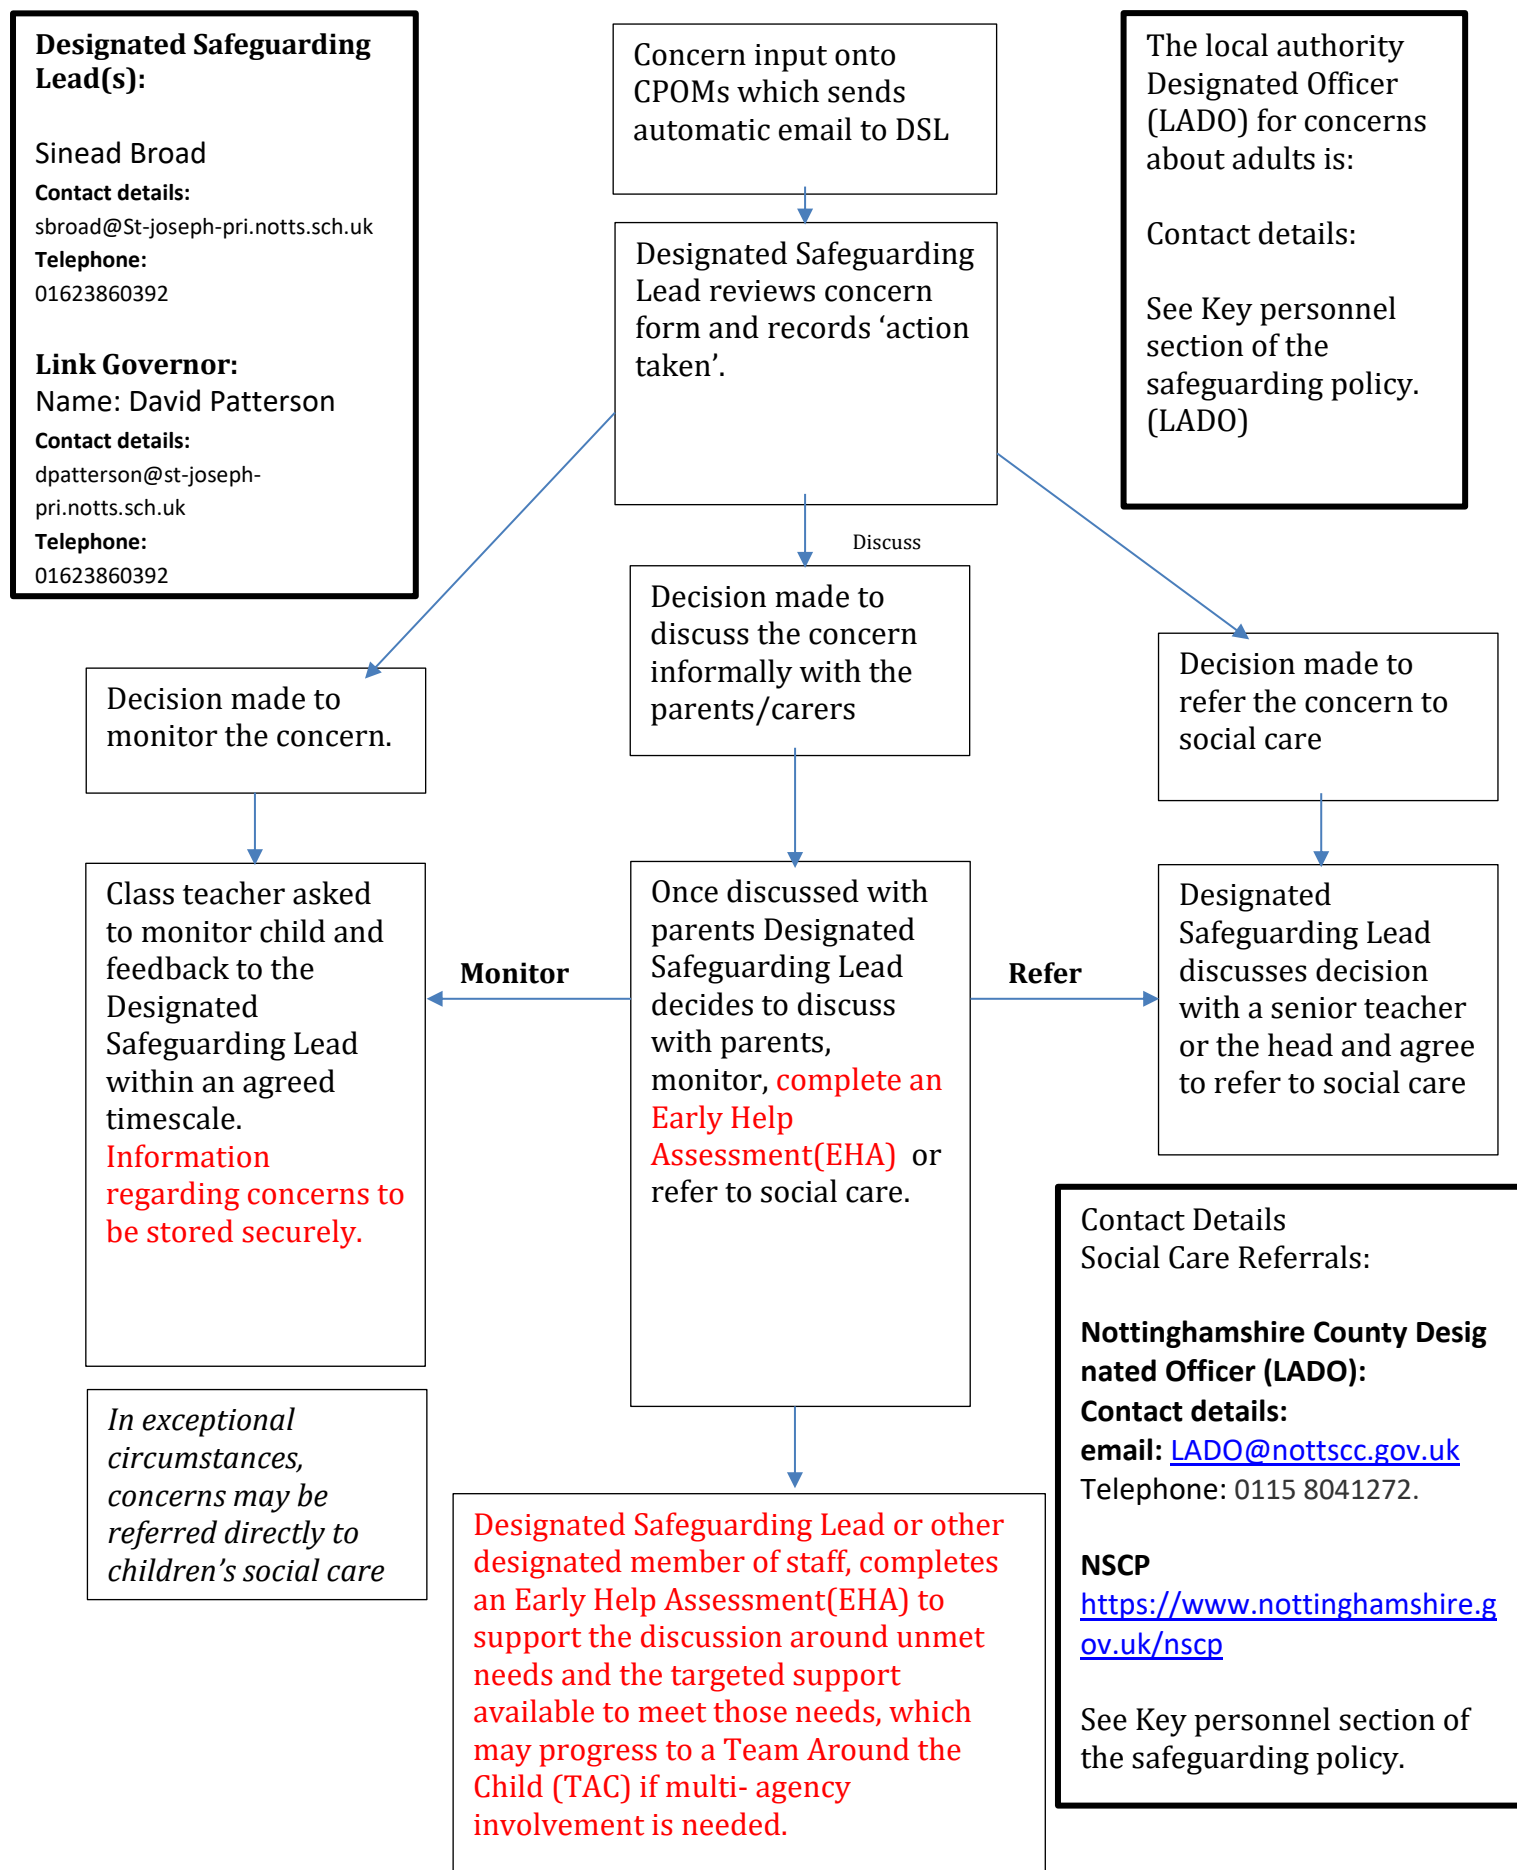 Designated Safeguarding
Lead(s):
Sinead Broad
Contact details:
sbroad@St-joseph-pri.notts.sch.uk
Telephone:
01623860392
Link Governor:
Name: David Patterson
Contact details:
dpatterson@st-joseph-
pri.notts.sch.uk
Telephone:
01623860392
Concern input onto
CPOMs which sends
automatic email to DSL
The local authority
Designated Officer
(LADO) for concerns
about adults is:
Contact details:
See Key personnel
section of the
safeguarding policy.
(LADO)
Designated Safeguarding
Lead reviews concern
form and records ‘action
taken’.
Discuss
Decision made to
monitor the concern.
Decision made to
discuss the concern
informally with the
parents/carers
Decision made to
refer the concern to
social care
Class teacher asked
to monitor child and
feedback to the
Designated
Safeguarding Lead
within an agreed
timescale.
Information
regarding concerns to
be stored securely.
Monitor
Once discussed with
parents Designated
Safeguarding Lead
decides to discuss
with parents,
monitor, complete an
Early Help
Assessment(EHA)  or
refer to social care.
Refer
Designated
Safeguarding Lead
discusses decision
with a senior teacher
or the head and agree
to refer to social care
In exceptional
circumstances,
concerns may be
referred directly to
children’s social care
Designated Safeguarding Lead or other
designated member of staff, completes
an Early Help Assessment(EHA) to
support the discussion around unmet
needs and the targeted support
available to meet those needs, which
may progress to a Team Around the
Child (TAC) if multi- agency
involvement is needed.
Contact Details
Social Care Referrals:
Nottinghamshire County Desig
nated Officer (LADO):
Contact details:
email: LADO@nottscc.gov.uk
Telephone: 0115 8041272.
NSCP
https://www.nottinghamshire.g
ov.uk/nscp
See Key personnel section of
the safeguarding policy.